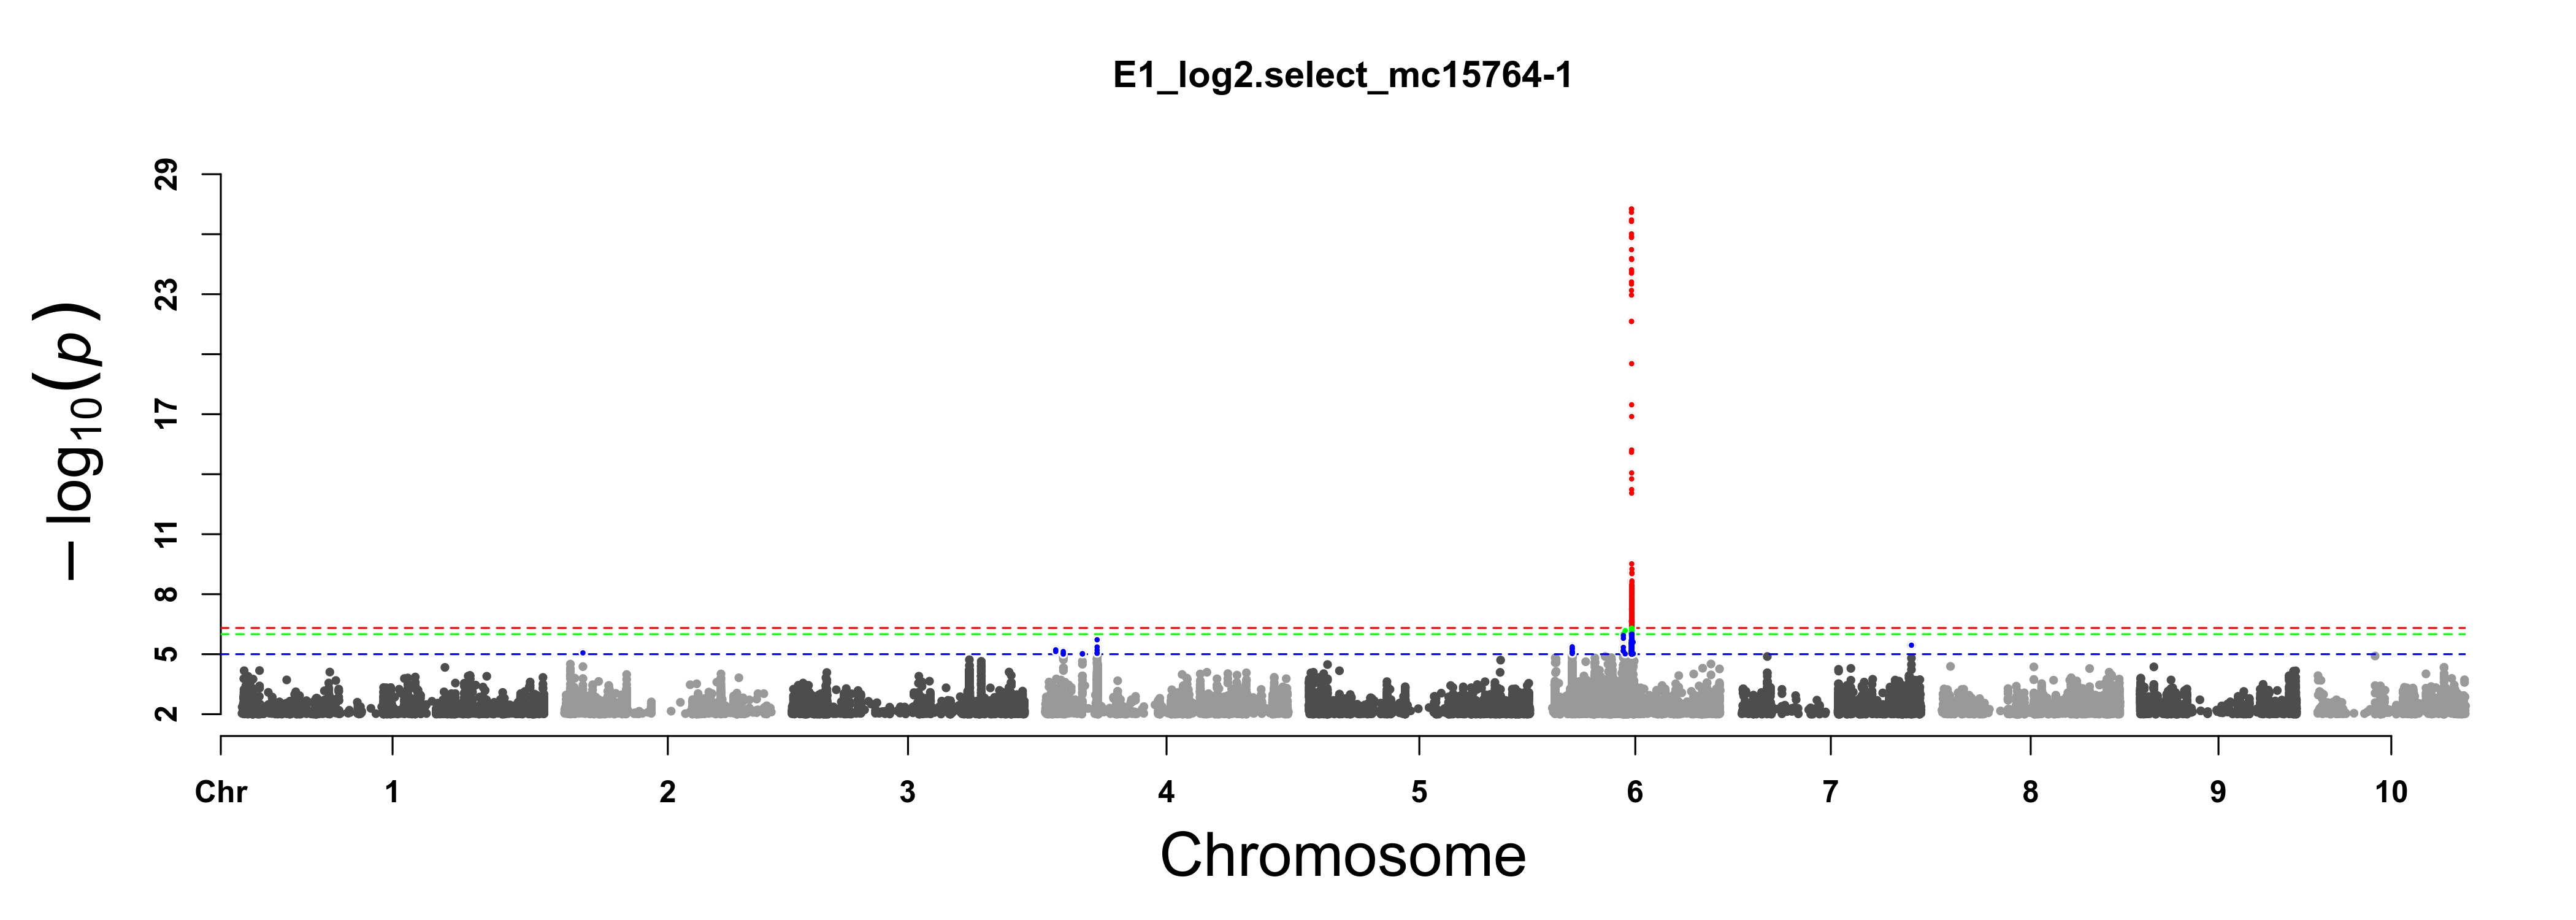 E1_log2.select_mc15764-1
29
23
17
11
8
5
2
−log10(p)
Chr 1 2 3 4 5 6 7 8 9 10
Chromosome